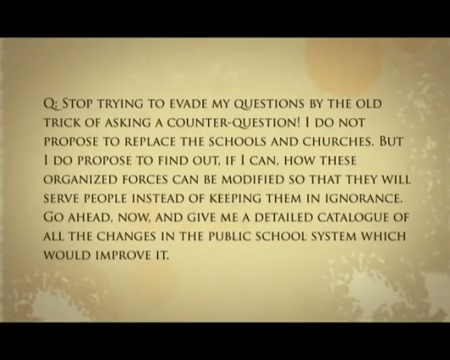 Q: Stop trying to evade my questions by the old
trick of asking a counter-question! I do not
propose to replace the schools and churches. But
I do propose to find out, if I can, how these
organized forces can be modified so that they will
serve people instead of keeping them in ignorance.
Go ahead, now, and give me a detailed catalogue of
all the changes in the public school system which
would improve it.